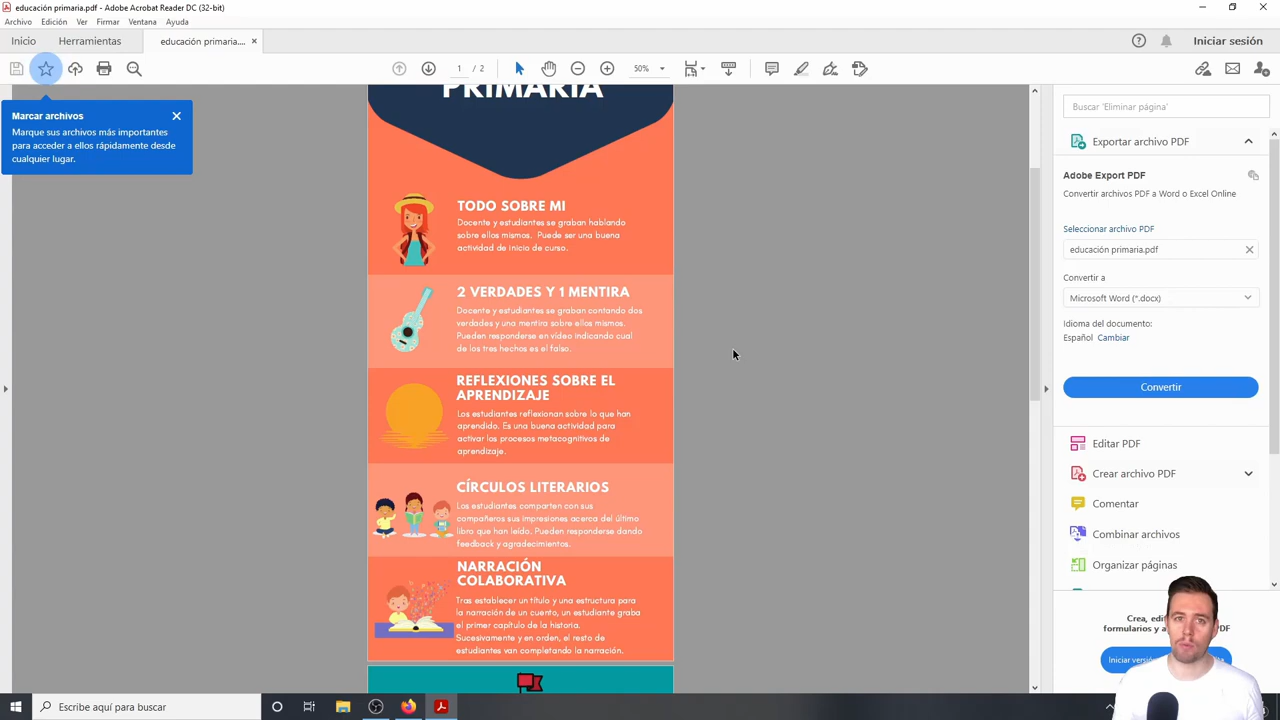 educación primaria.pdf - Adobe Acrobat Reader DC (32-bit)
Archivo Edición Ver Firmar Ventana Ayuda
Inicio Herramientas educación primaria.... × Iniciar sesión
1 / 2 50%
Marcar archivos
Marque sus archivos más importantes
para acceder a ellos rápidamente desde
cualquier lugar.
PRIMARIA
TODO SOBRE MI
Docente y estudiantes se graban hablando
sobre ellos mismos. Puede ser una buena
actividad de inicio de curso.
2 VERDADES Y 1 MENTIRA
Docente y estudiantes se graban contando dos
verdades y una mentira sobre ellos mismos.
Pueden responderse en vídeo indicando cual
de los tres hechos es el falso.
REFLEXIONES SOBRE EL
APRENDIZAJE
Los estudiantes reflexionan sobre lo que han
aprendido. Es una buena actividad para
activar los procesos metacognitivos de
aprendizaje.
CÍRCULOS LITERARIOS
Los estudiantes comparten con sus
compañeros sus impresiones acerca del último
libro que han leído. Pueden responderse dando
feedback y agradecimientos.
NARRACIÓN
COLABORATIVA
Tras establecer un título y una estructura para
la narración de un cuento, un estudiante graba
el primer capítulo de la historia.
Sucesivamente y en orden, el resto de
estudiantes van completando la narración.
Buscar 'Eliminar página'
Exportar archivo PDF
Adobe Export PDF
Convertir archivos PDF a Word o Excel Online
Seleccionar archivo PDF
educación primaria.pdf
Convertir a
Microsoft Word (*.docx)
Idioma del documento:
Español Cambiar
Convertir
Editar PDF
Crear archivo PDF
Comentar
Combinar archivos
Organizar páginas
Crea, edi
formularios y a DF
Iniciar versió
Escribe aquí para buscar